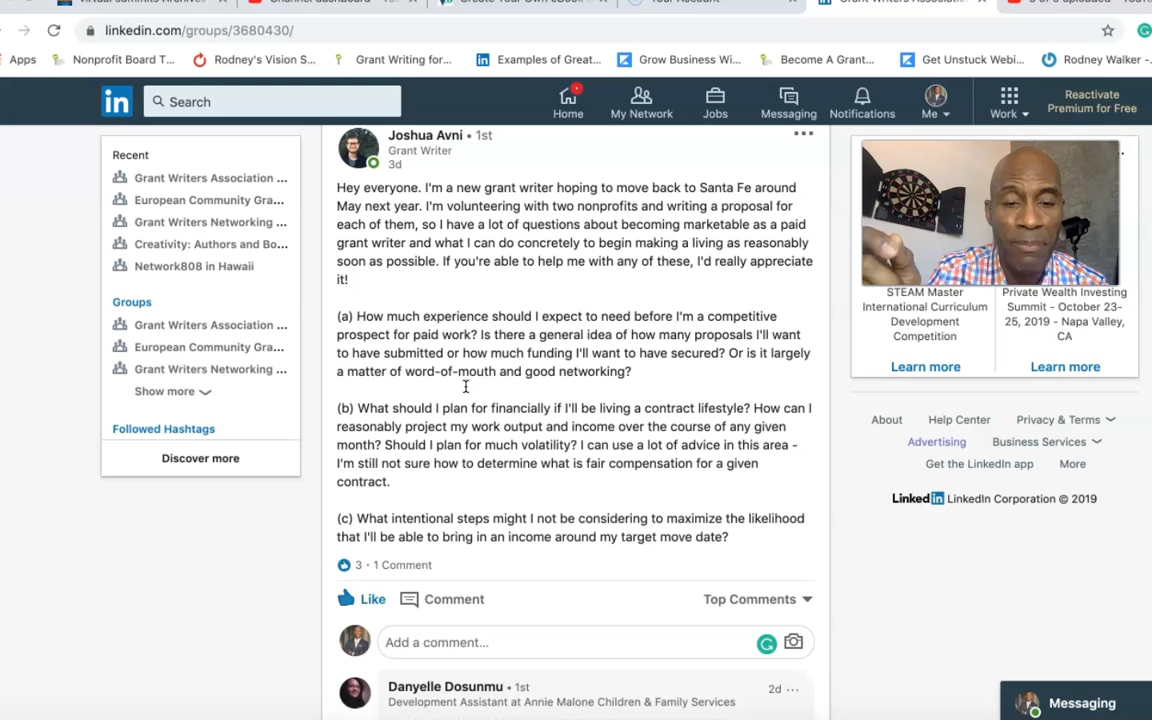 Virtual Summits Archives
Channel dashboard
Create Your Own eBook
Your Account
Grant Writers Associatio
linkedin.com/groups/3680430/
Apps
Nonprofit Board T...
Rodney's Vision S...
Grant Writing for...
Examples of Great...
Grow Business Wi...
Become A Grant...
Get Unstuck Webi...
Rodney Walker -
in
Search
Home
My Network
Jobs
Messaging
Notifications
Me
Work
Reactivate
Premium for Free
Recent
Grant Writers Association ...
European Community Gra...
Grant Writers Networking ...
Creativity: Authors and Bo...
Network808 in Hawaii
Groups
Grant Writers Association ...
European Community Gra...
Grant Writers Networking ...
Show more
Followed Hashtags
Discover more
Joshua Avni • 1st
Grant Writer
3d
Hey everyone. I'm a new grant writer hoping to move back to Santa Fe around
May next year. I'm volunteering with two nonprofits and writing a proposal for
each of them, so I have a lot of questions about becoming marketable as a paid
grant writer and what I can do concretely to begin making a living as reasonably
soon as possible. If you're able to help me with any of these, I'd really appreciate
it!
(a) How much experience should I expect to need before I'm a competitive
prospect for paid work? Is there a general idea of how many proposals I'll want
to have submitted or how much funding I'll want to have secured? Or is it largely
a matter of word-of-mouth and good networking?
(b) What should I plan for financially if I'll be living a contract lifestyle? How can I
reasonably project my work output and income over the course of any given
month? Should I plan for much volatility? I can use a lot of advice in this area -
I'm still not sure how to determine what is fair compensation for a given
contract.
(c) What intentional steps might I not be considering to maximize the likelihood
that I'll be able to bring in an income around my target move date?
3 · 1 Comment
Like
Comment
Top Comments
Add a comment...
Danyelle Dosunmu • 1st
2d ...
Development Assistant at Annie Malone Children & Family Services
STEAM Master
International Curriculum
Development
Competition
Learn more
Private Wealth Investing
Summit - October 23-
25, 2019 - Napa Valley,
CA
Learn more
About
Help Center
Privacy & Terms
Advertising
Business Services
Get the LinkedIn app
More
Linkedin LinkedIn Corporation © 2019
Messaging